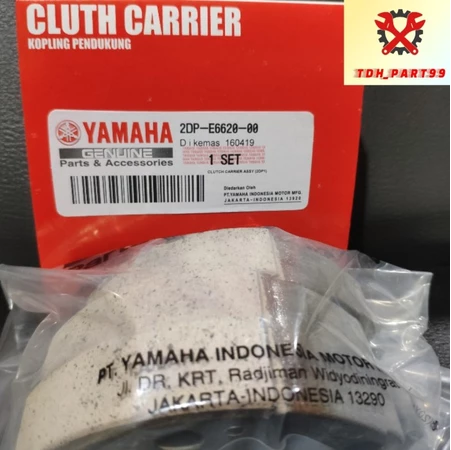 CLUTH CARRIER
KOPLING PENDUKUNG
TDH_PART99
YAMAHA
GENUINE
Parts & Accessories
2DP-E6620-00
Dikemas 160419
1 SET
CLUTCH CARRIER ASSY (2DP1)
Diedarkan Oleh
PT.YAMAHA INDONESIA MOTOR MFG.
JAKARTA-INDONESIA 13920
PT. YAMAHA INDONESIA MOTOR
Jl. DR. KRT. Radjiman Widyodiningrat
JAKARTA-INDONESIA 13290